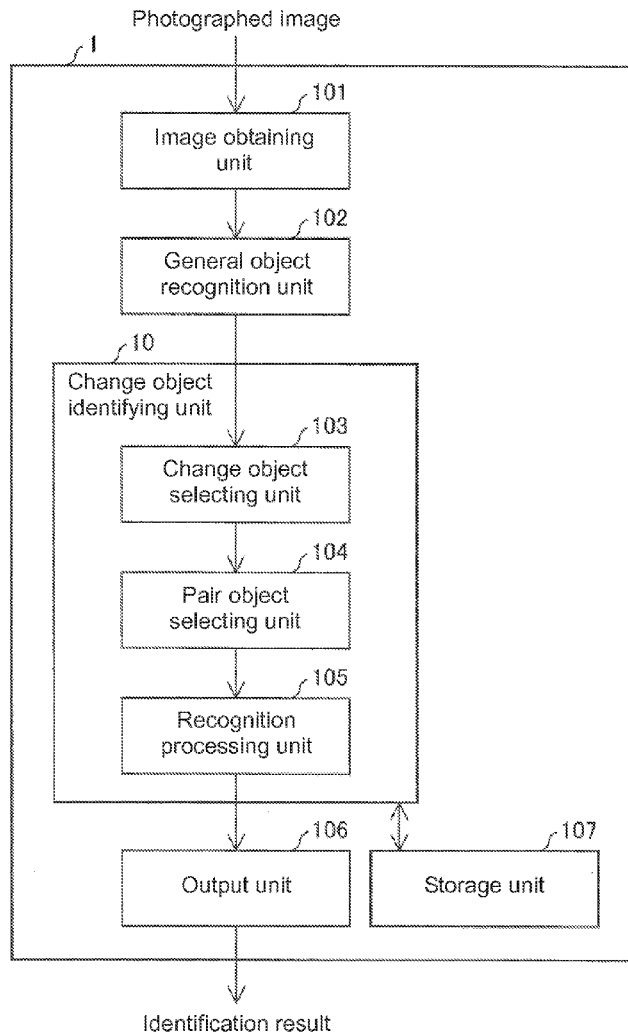 Photographed image
1
101
Image obtaining
unit
102
General object
recognition unit
10
Change object
identifying unit
103
Change object
selecting unit
104
Pair object
selecting unit
105
Recognition
processing unit
106
Output unit
107
Storage unit
Identification result